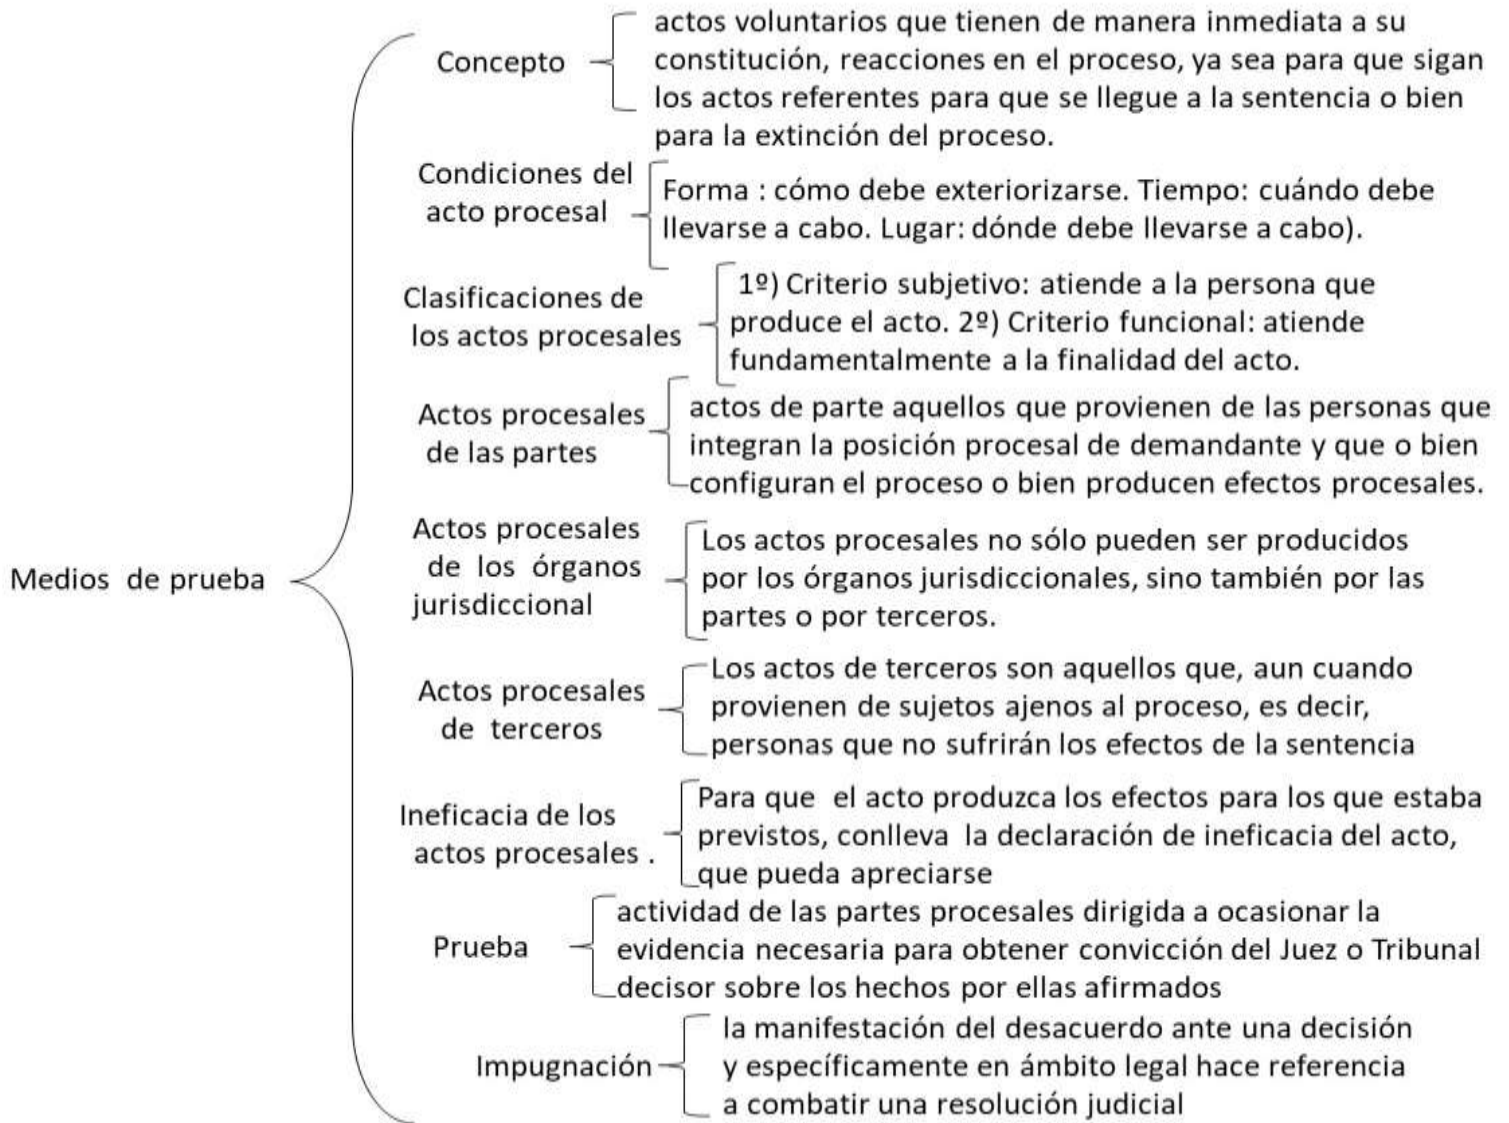 Medios de prueba
Concepto
actos voluntarios que tienen de manera inmediata a su
constitución, reacciones en el proceso, ya sea para que sigan
los actos referentes para que se llegue a la sentencia o bien
para la extinción del proceso.
Condiciones del
acto procesal
Forma : cómo debe exteriorizarse. Tiempo: cuándo debe
llevarse a cabo. Lugar: dónde debe llevarse a cabo).
Clasificaciones de
los actos procesales
1º) Criterio subjetivo: atiende a la persona que
produce el acto. 2º) Criterio funcional: atiende
fundamentalmente a la finalidad del acto.
Actos procesales
de las partes
actos de parte aquellos que provienen de las personas que
integran la posición procesal de demandante y que o bien
configuran el proceso o bien producen efectos procesales.
Actos procesales
de los órganos
jurisdiccional
Los actos procesales no sólo pueden ser producidos
por los órganos jurisdiccionales, sino también por las
partes o por terceros.
Actos procesales
de terceros
Los actos de terceros son aquellos que, aun cuando
provienen de sujetos ajenos al proceso, es decir,
personas que no sufrirán los efectos de la sentencia
Ineficacia de los
actos procesales .
Para que el acto produzca los efectos para los que estaba
previstos, conlleva la declaración de ineficacia del acto,
que pueda apreciarse
Prueba
actividad de las partes procesales dirigida a ocasionar la
evidencia necesaria para obtener convicción del Juez o Tribunal
decisor sobre los hechos por ellas afirmados
Impugnación
la manifestación del desacuerdo ante una decisión
y específicamente en ámbito legal hace referencia
a combatir una resolución judicial